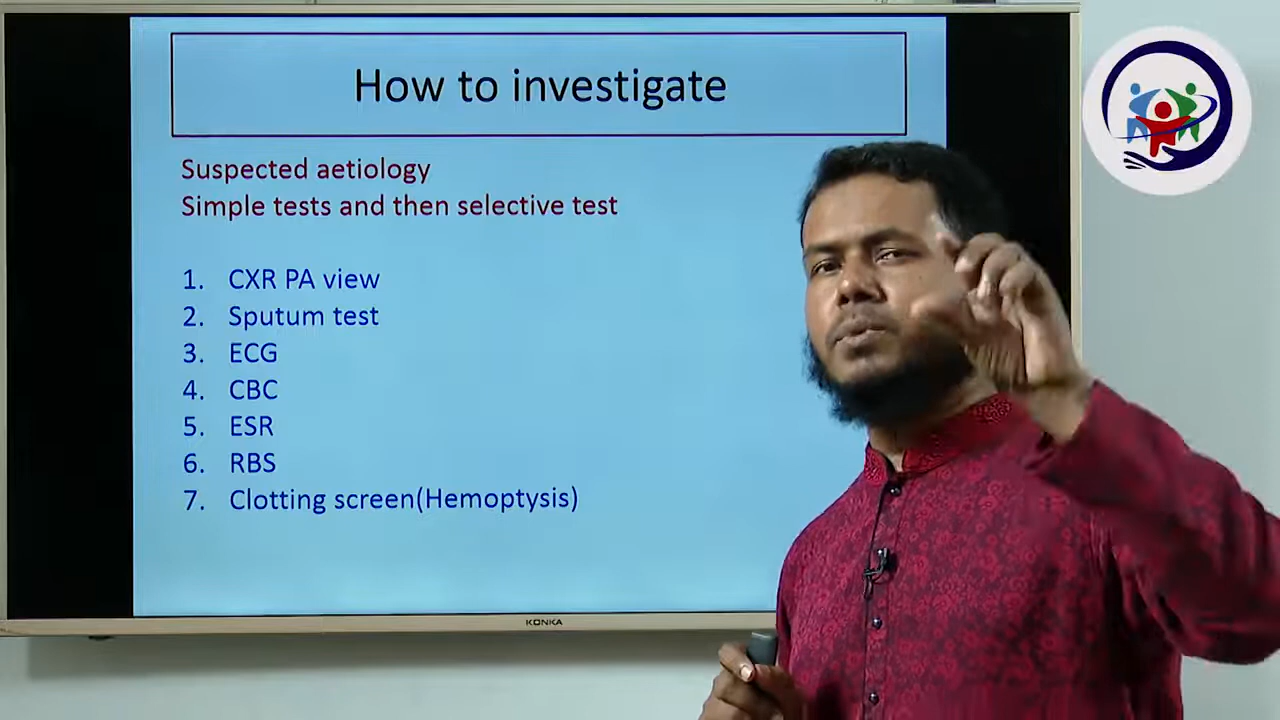 How to investigate
Suspected aetiology
Simple tests and then selective test
1. CXR PA view
2. Sputum test
3. ECG
4. CBC
5. ESR
6. RBS
7. Clotting screen(Hemoptysis)
KONKA